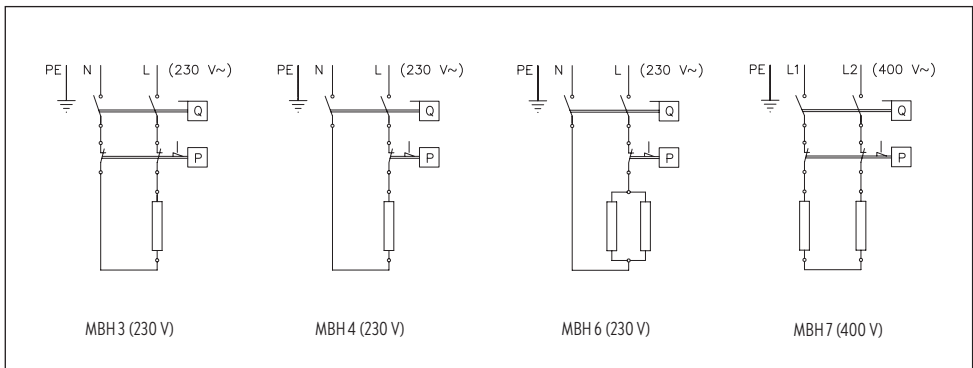 PE N L (230 V~)
Q
P
MBH 3 (230 V)
PE N L (230 V~)
Q
P
MBH 4 (230 V)
PE N L (230 V~)
Q
P
MBH 6 (230 V)
PE L1 L2 (400 V~)
Q
P
MBH 7 (400 V)